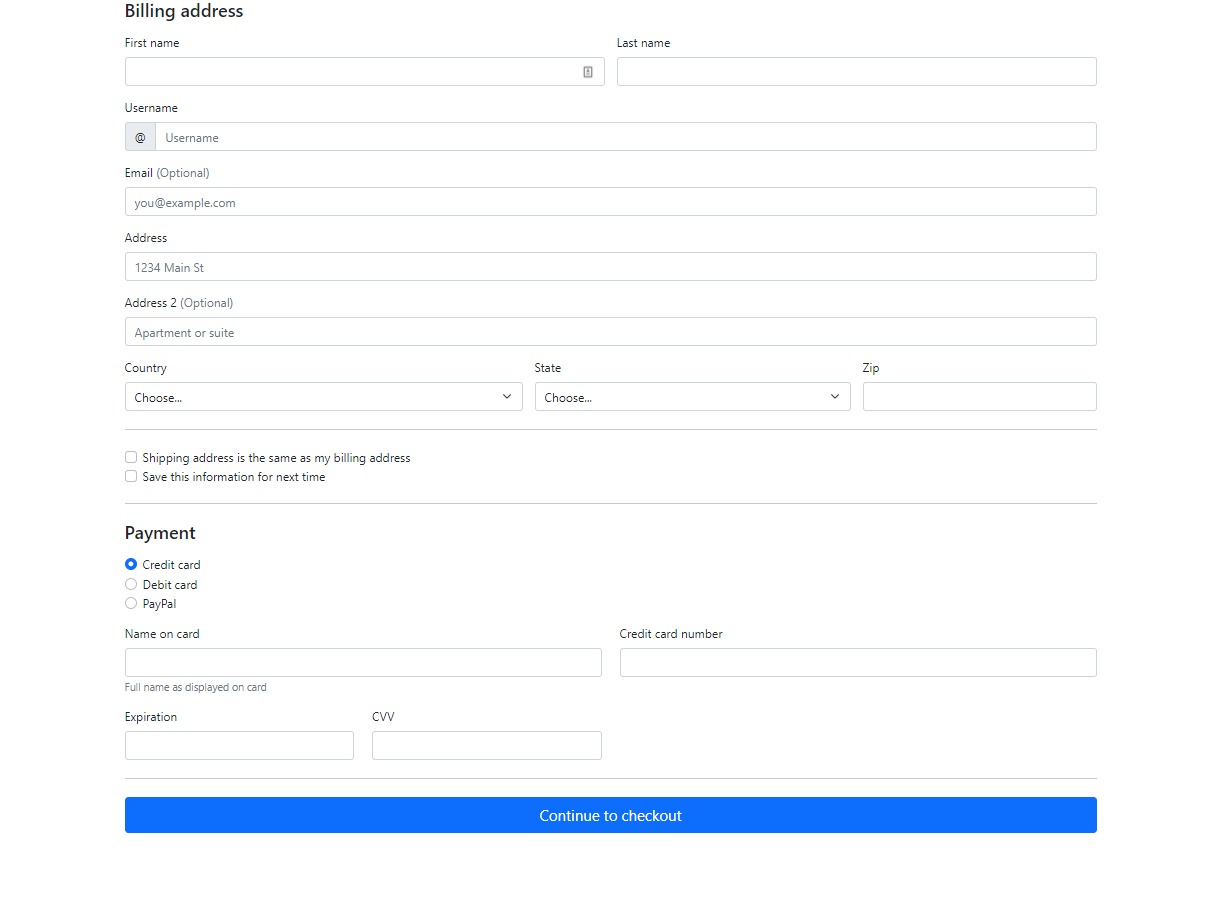 Billing address
First name Last name
Username
@ Username
Email (Optional)
you@example.com
Address
1234 Main St
Address 2 (Optional)
Apartment or suite
Country State Zip
Choose... Choose...
Shipping address is the same as my billing address
Save this information for next time
Payment
Credit card
Debit card
PayPal
Name on card Credit card number
Full name as displayed on card
Expiration CVV
Continue to checkout